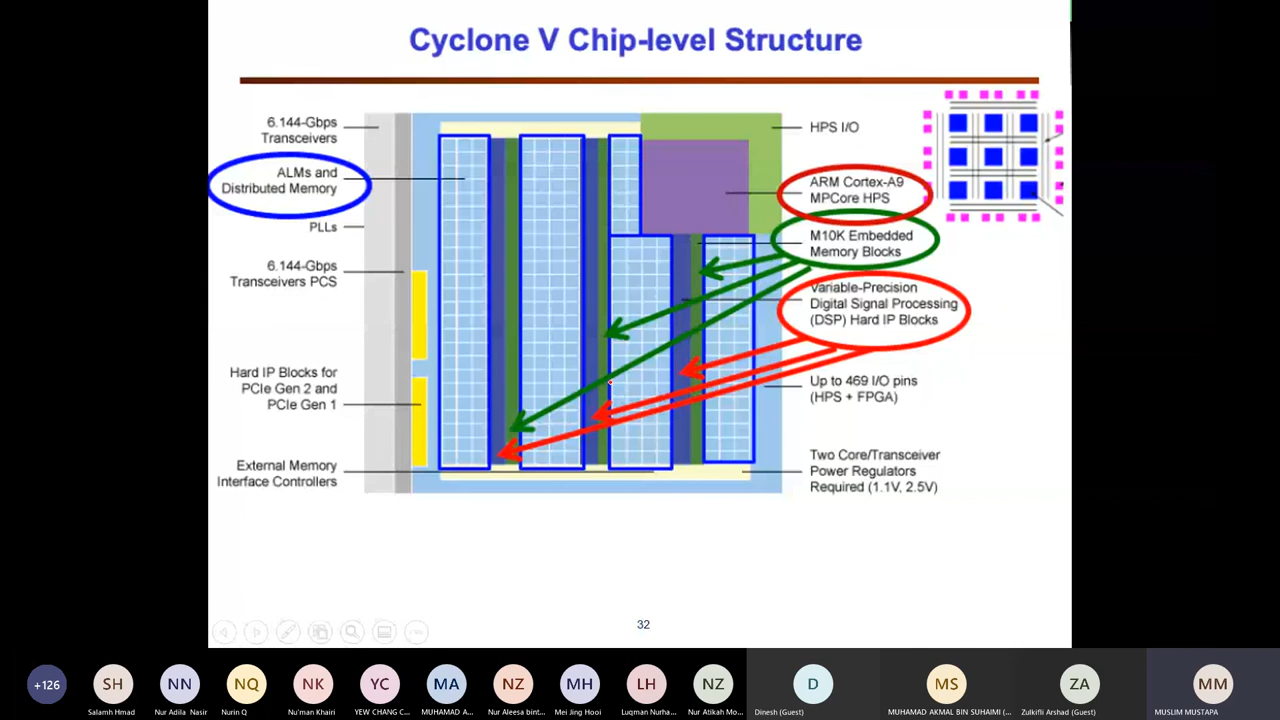 Cyclone V Chip-level Structure
6.144-Gbps
Transceivers
ALMs and
Distributed Memory
PLLs
6.144-Gbps
Transceivers PCS
Hard IP Blocks for
PCIe Gen 2 and
PCIe Gen 1
External Memory
Interface Controllers
HPS I/O
ARM Cortex-A9
MPCore HPS
M10K Embedded
Memory Blocks
Variable-Precision
Digital Signal Processing
(DSP) Hard IP Blocks
Up to 469 I/O pins
(HPS + FPGA)
Two Core/Transceiver
Power Regulators
Required (1.1V, 2.5V)
32
+126
SH
NN
NQ
NK
YC
MA
NZ
MH
LH
NZ
D
MS
ZA
MM
Salamh Hmad
Nur Adila Nasir
Nurin Q
Nu'man Khairi
YEW CHANG C...
MUHAMAD A...
Nur Aleesa bint...
Mei Jing Hooi
Luqman Nurha...
Nur Atikah Mo...
Dinesh (Guest)
MUHAMAD AKMAL BIN SUHAIMI (...
Zulkifli Arshad (Guest)
MUSLIM MUSTAPA